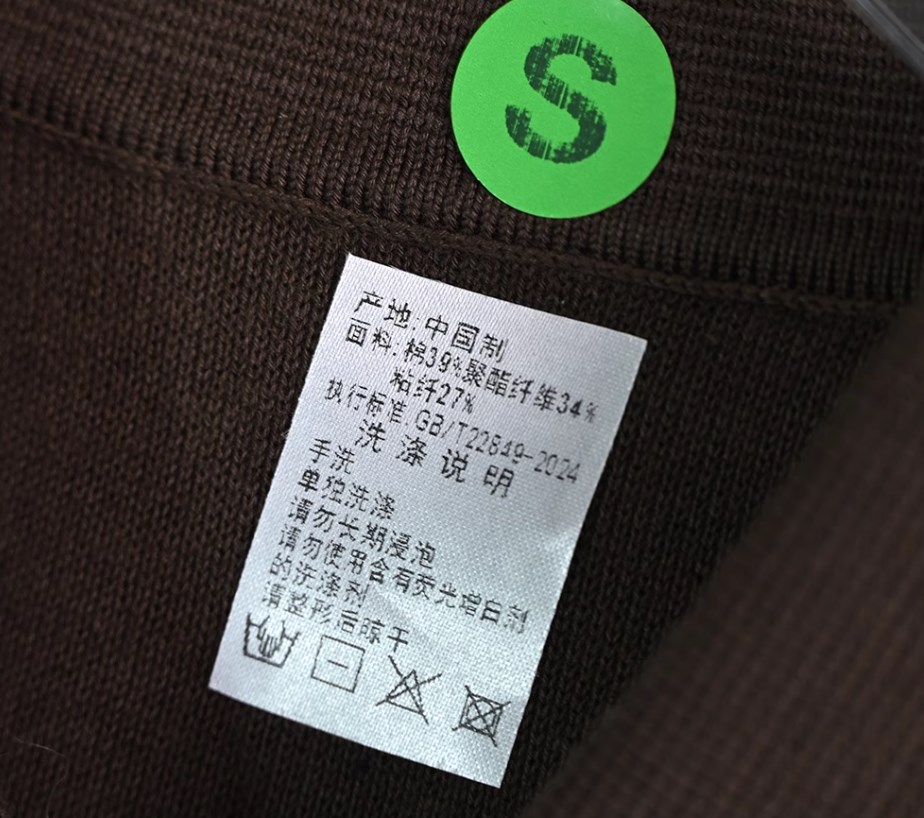 S
产地:中国制
面料:棉39%聚酯纤维34%
粘纤27%
执行标准:GB/T22849-2024
洗涤说明
手洗
单独洗涤
请勿长期浸泡
请勿使用含有荧光增白剂
的洗涤剂
请整形后晾干